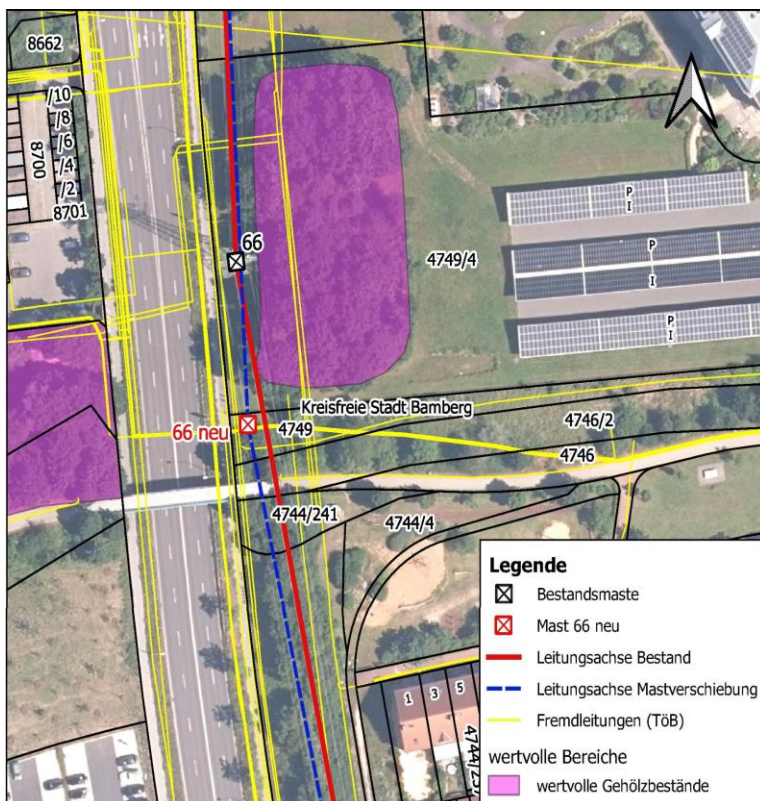 8662
/10
/8
/6
/4
/2
8700
8701
66
P
I
P
I
P
I
4749/4
Kreisfreie Stadt Bamberg
66 neu
4749
4746/2
4746
4744/241
4744/4
1
3
5
Legende
Bestandsmaste
Mast 66 neu
Leitungsachse Bestand
Leitungsachse Mastverschiebung
Fremdleitungen (TöB)
wertvolle Bereiche
wertvolle Gehölzbestände